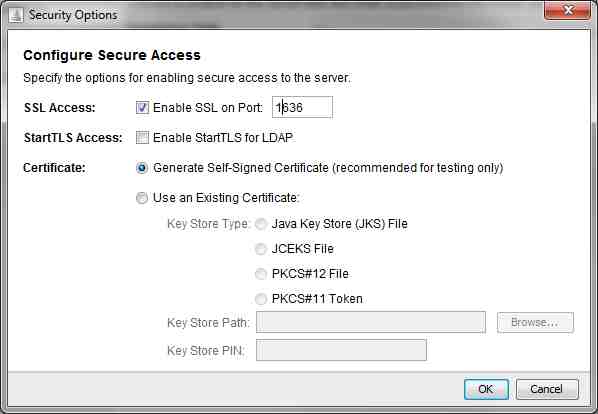 Security Options
Configure Secure Access
Specify the options for enabling secure access to the server.
SSL Access: Enable SSL on Port: 1636
StartTLS Access: Enable StartTLS for LDAP
Certificate: Generate Self-Signed Certificate (recommended for testing only)
Use an Existing Certificate:
Key Store Type: Java Key Store (JKS) File
JCEKS File
PKCS#12 File
PKCS#11 Token
Key Store Path: Browse...
Key Store PIN:
OK Cancel